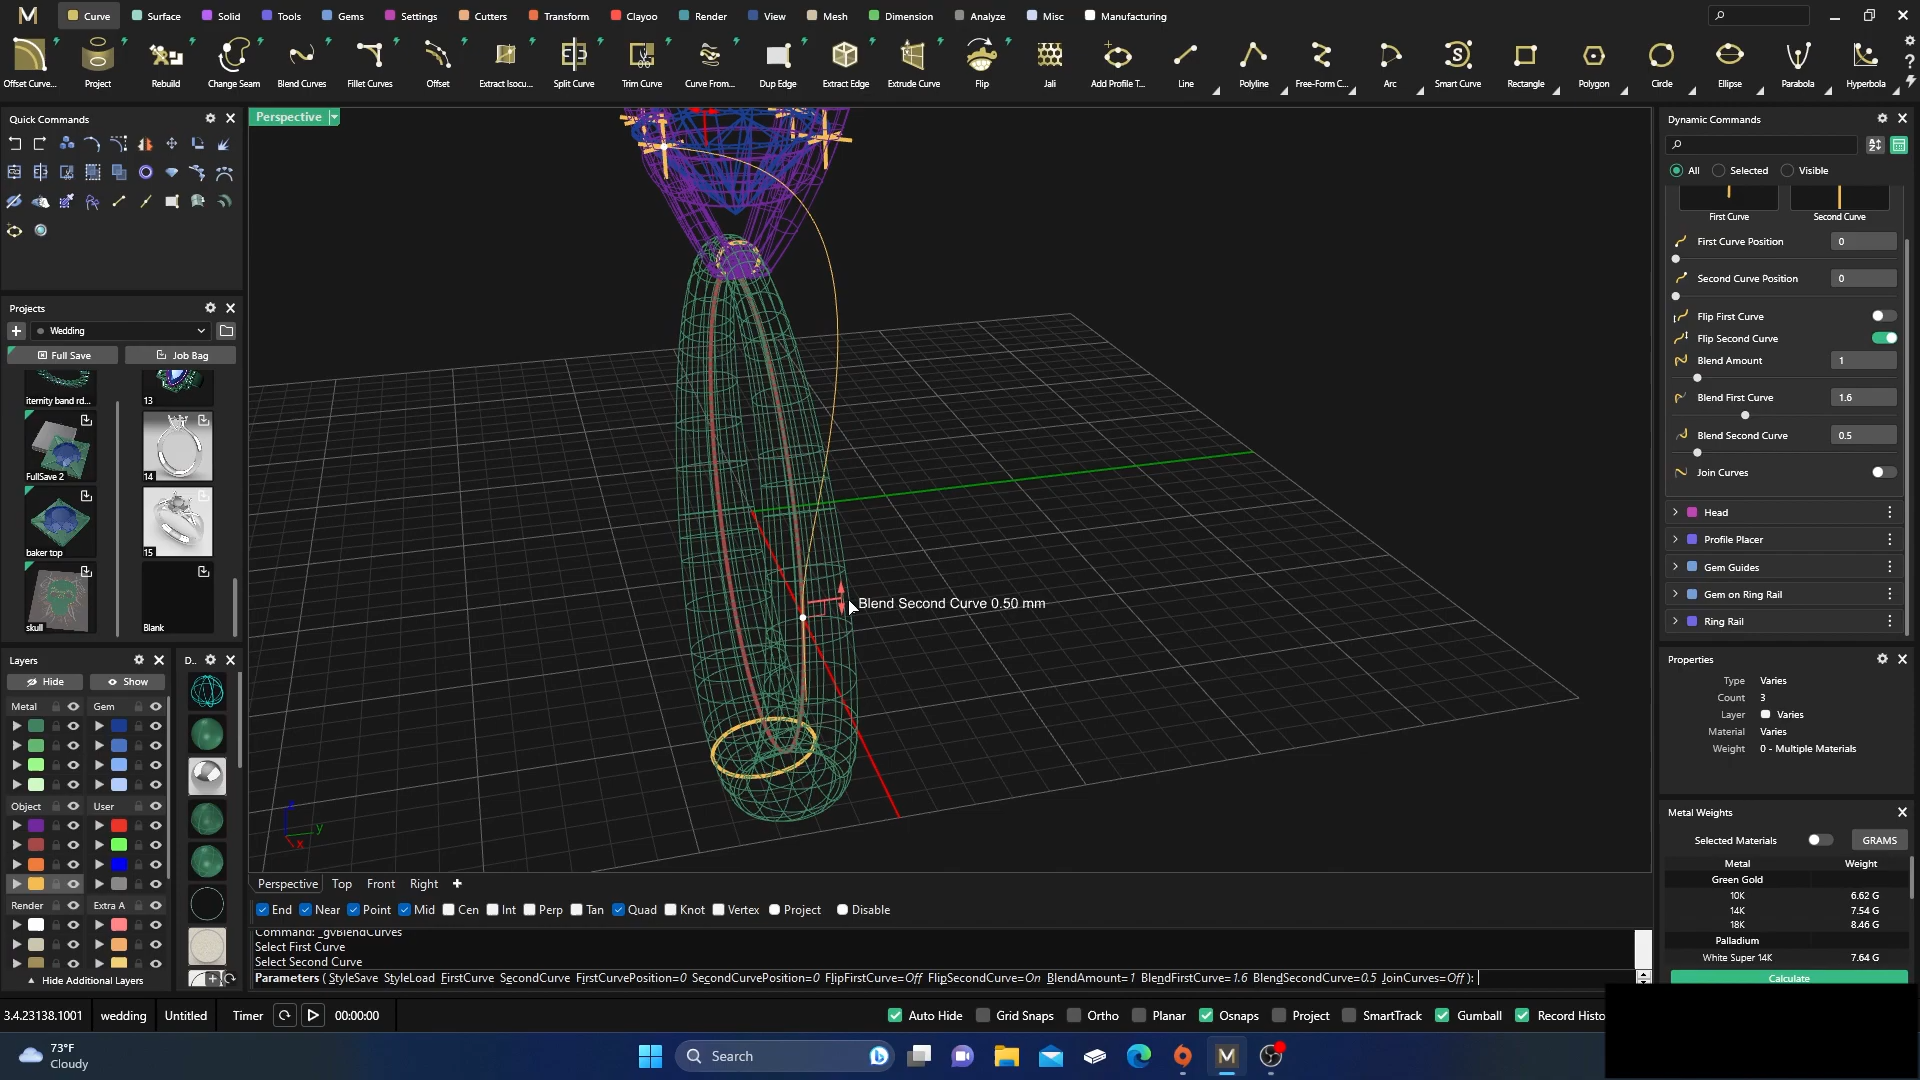 Curve Surface Solid Tools Gems Settings Cutters Transform Clayoo Render View Mesh Dimension Analyze Misc Manufacturing
Offset Curve... Project Rebuild Change Seam Blend Curves Fillet Curves Offset Extract Isocu... Split Curve Trim Curve Curve From... Dup Edge Extract Edge Extrude Curve Flip Jali Add Profile T... Line Polyline Free-Form C... Arc Smart Curve Rectangle Polygon Circle Ellipse Parabola Hyperbola
Quick Commands
Projects
Wedding
Full Save Job Bag
iternity band rd... 13
FullSave 2 14
baker top 15
skull Blank
Layers D..
Hide Show
Metal Gem
Object User
Render Extra A
Hide Additional Layers
Perspective
Blend Second Curve 0.50 mm
z
y
x
Perspective Top Front Right
End Near Point Mid Cen Int Perp Tan Quad Knot Vertex Project Disable
Command: _gvBlendCurves
Select First Curve
Select Second Curve
Parameters ( StyleSave StyleLoad FirstCurve SecondCurve FirstCurvePosition=0 SecondCurvePosition=0 FlipFirstCurve=Off FlipSecondCurve=On BlendAmount=1 BlendFirstCurve=1.6 BlendSecondCurve=0.5 JoinCurves=Off ):
Dynamic Commands
All Selected Visible
First Curve Second Curve
First Curve Position 0
Second Curve Position 0
Flip First Curve
Flip Second Curve
Blend Amount 1
Blend First Curve 1.6
Blend Second Curve 0.5
Join Curves
Head
Profile Placer
Gem Guides
Gem on Ring Rail
Ring Rail
Properties
Type Varies
Count 3
Layer Varies
Material Varies
Weight 0 - Multiple Materials
Metal Weights
Selected Materials GRAMS
Metal Weight
Green Gold
10K 6.62 G
14K 7.54 G
18K 8.46 G
Palladium
White Super 14K 7.64 G
Calculate
3.4.23138.1001 wedding Untitled Timer 00:00:00 Auto Hide Grid Snaps Ortho Planar Osnaps Project SmartTrack Gumball Record Histo
73°F
Cloudy
Search